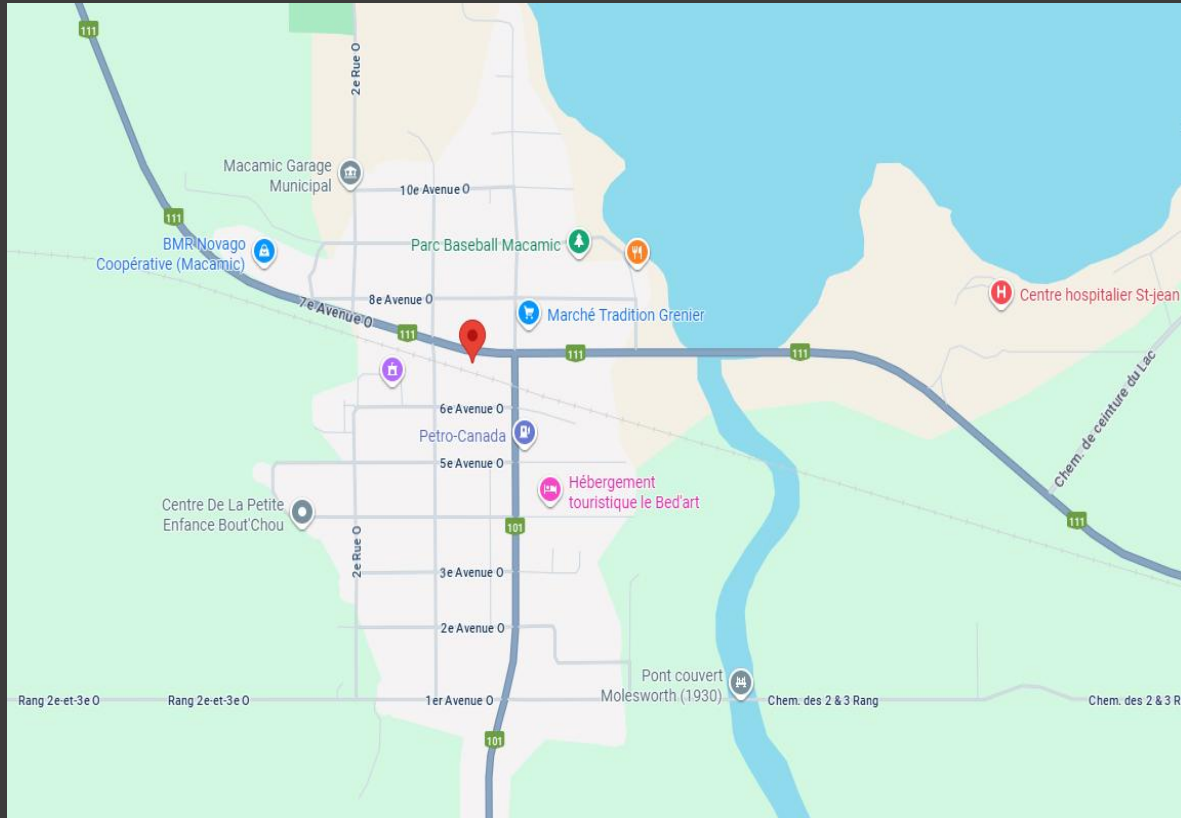 111
2e Rue O
Macamic Garage
Municipal
10e Avenue O
111
BMR Novago
Coopérative (Macamic)
Parc Baseball Macamic
H
Centre hospitalier St-jean
7e Avenue O
8e Avenue O
Marché Tradition Grenier
111
111
111
6e Avenue O
Petro-Canada
5e Avenue O
Chem. de ceinture du Lac
Hébergement
touristique le Bed'art
Centre De La Petite
Enfance Bout'Chou
101
111
2e Rue O
3e Avenue O
2e Avenue O
Pont couvert
Molesworth (1930)
Rang 2e-et-3e O
Rang 2e-et-3e O
1er Avenue O
Chem. des 2 & 3 Rang
Chem. des 2 & 3 R
101